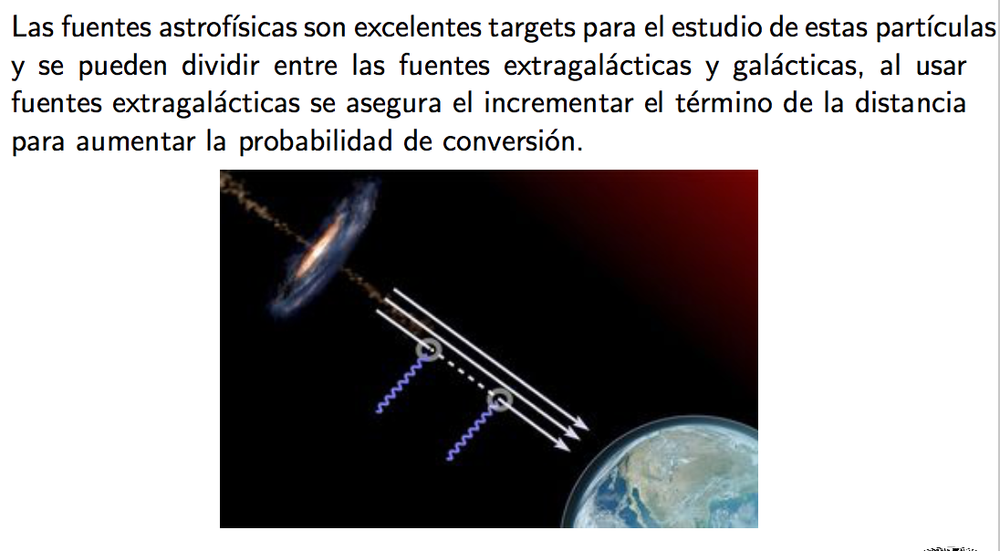 Las fuentes astrofísicas son excelentes targets para el estudio de estas partículas
y se pueden dividir entre las fuentes extragalácticas y galácticas, al usar
fuentes extragalácticas se asegura el incrementar el término de la distancia
para aumentar la probabilidad de conversión.